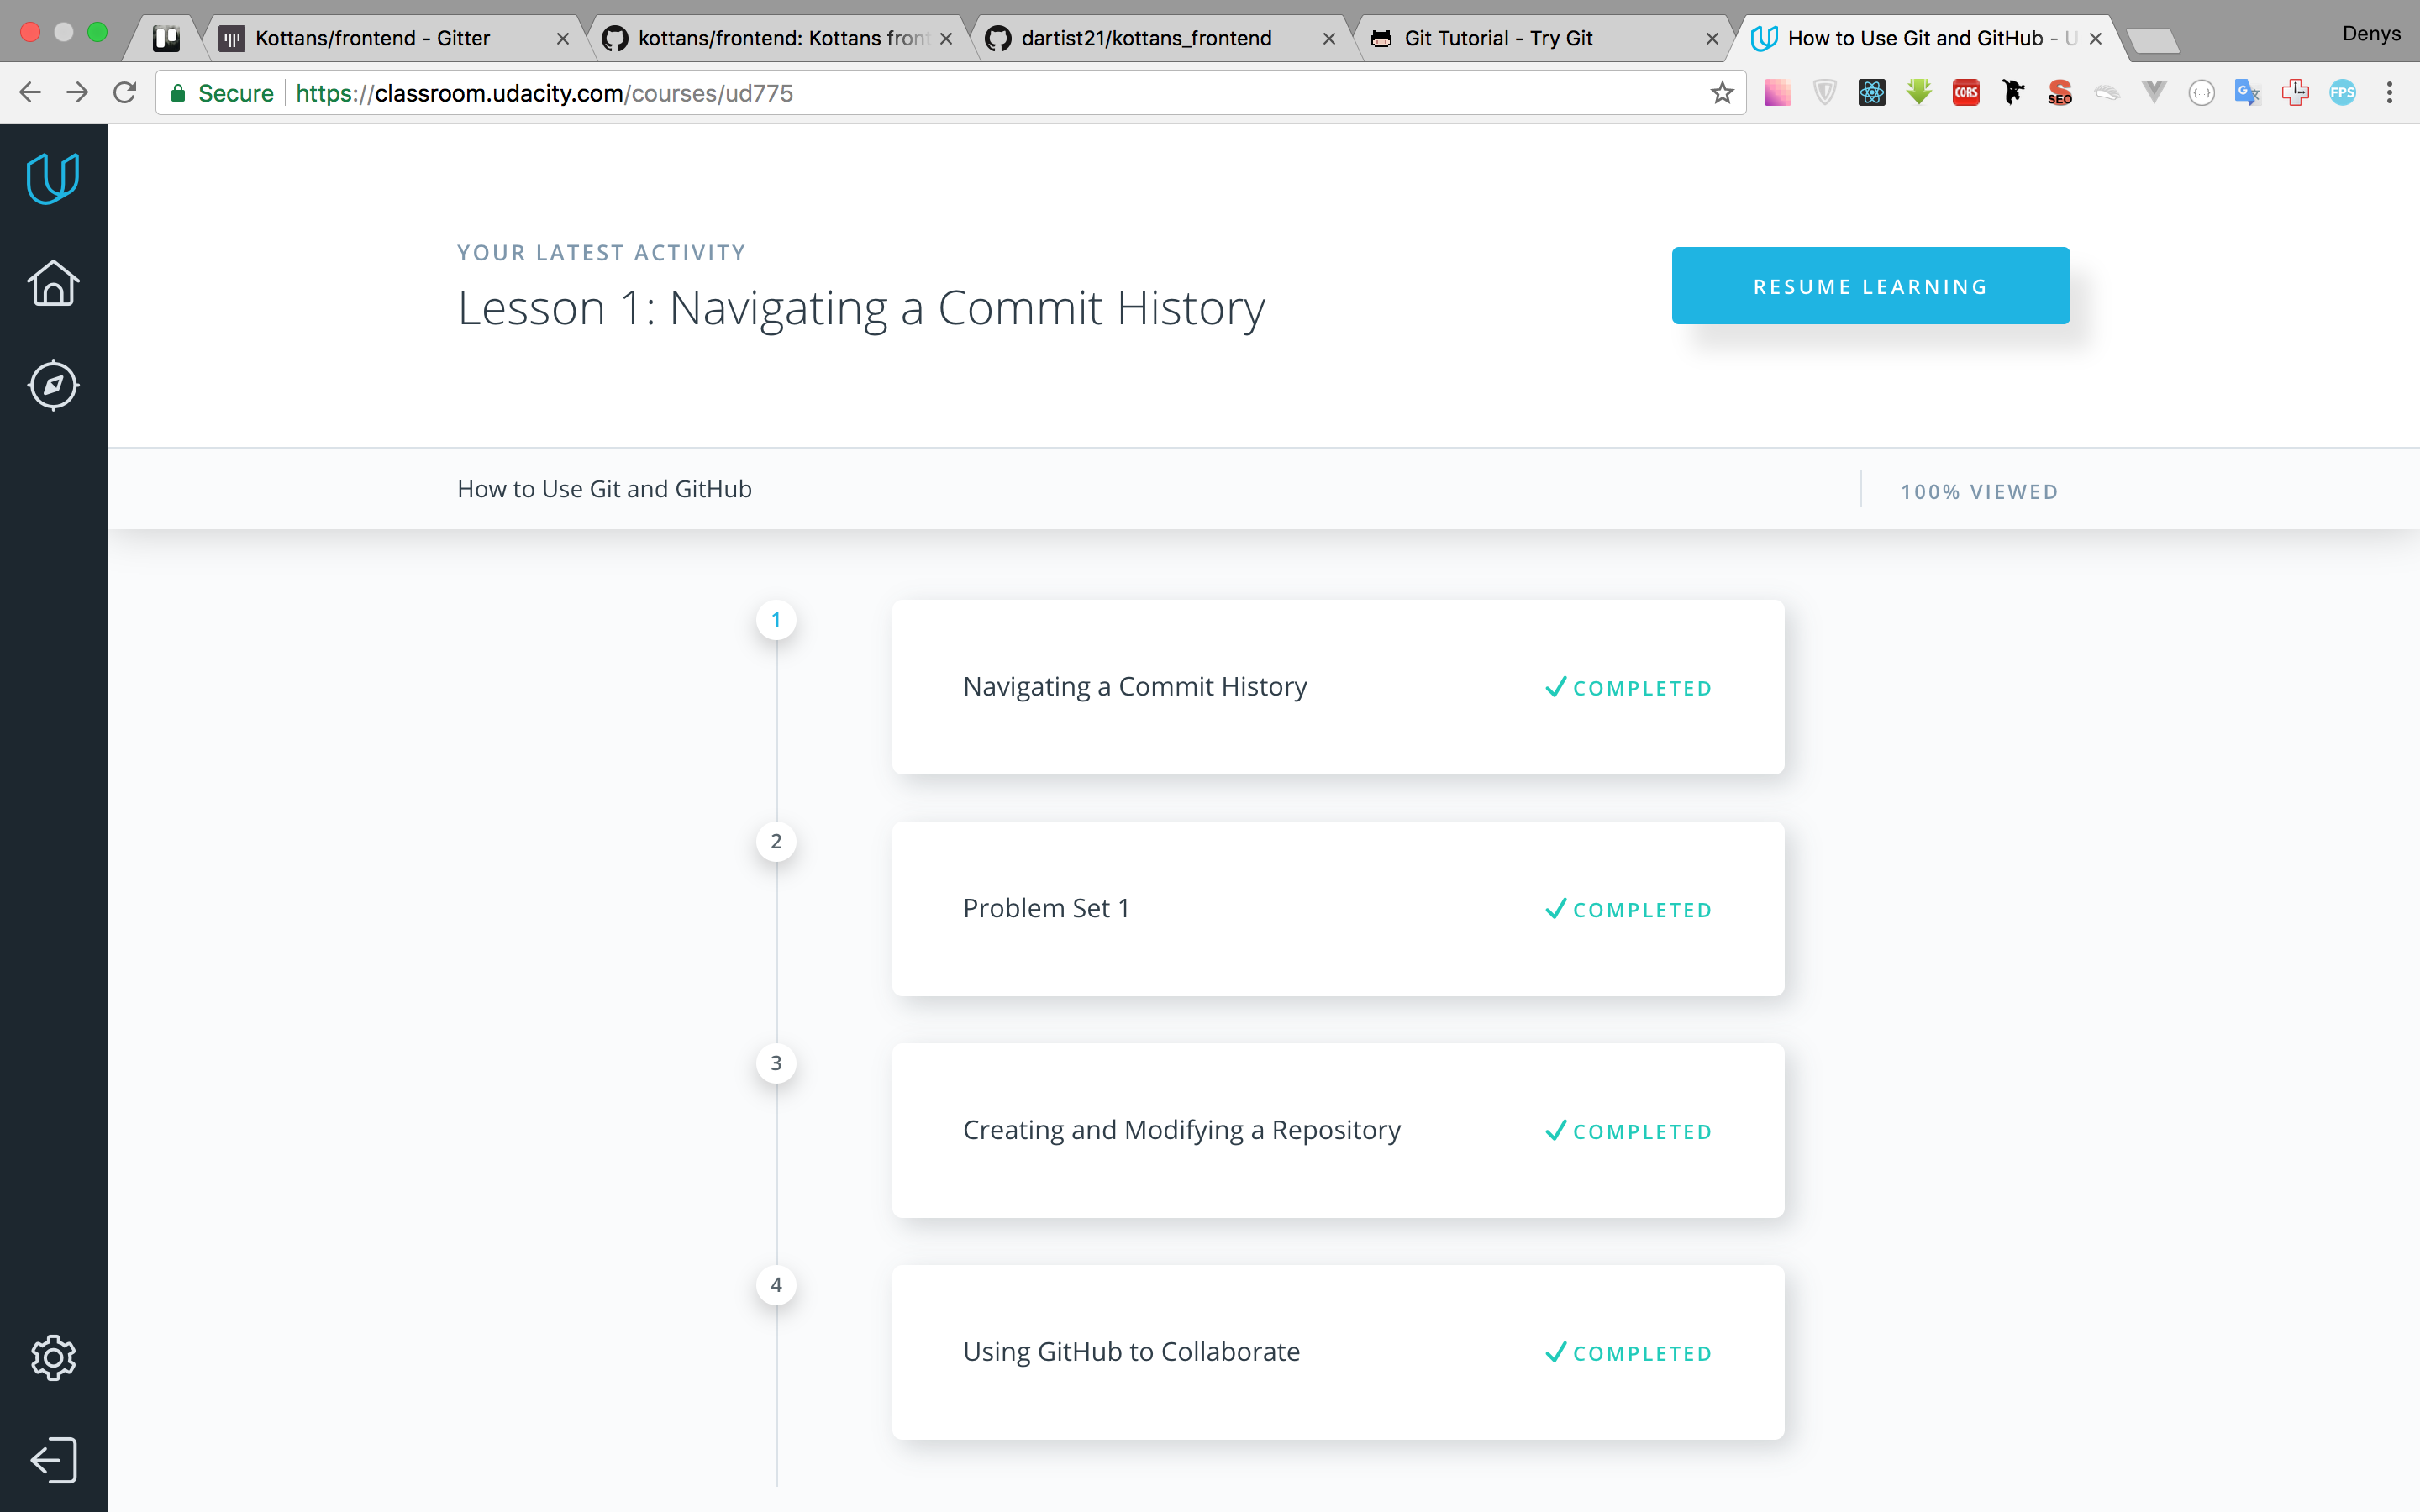 Kottans/frontend - Gitter
kottans/frontend: Kottans front
dartist21/kottans_frontend
Git Tutorial - Try Git
How to Use Git and GitHub - U
Denys
Secure
https://classroom.udacity.com/courses/ud775
CORS
SEO
FPS
YOUR LATEST ACTIVITY
Lesson 1: Navigating a Commit History
RESUME LEARNING
How to Use Git and GitHub
100% VIEWED
1
Navigating a Commit History
COMPLETED
2
Problem Set 1
COMPLETED
3
Creating and Modifying a Repository
COMPLETED
4
Using GitHub to Collaborate
COMPLETED